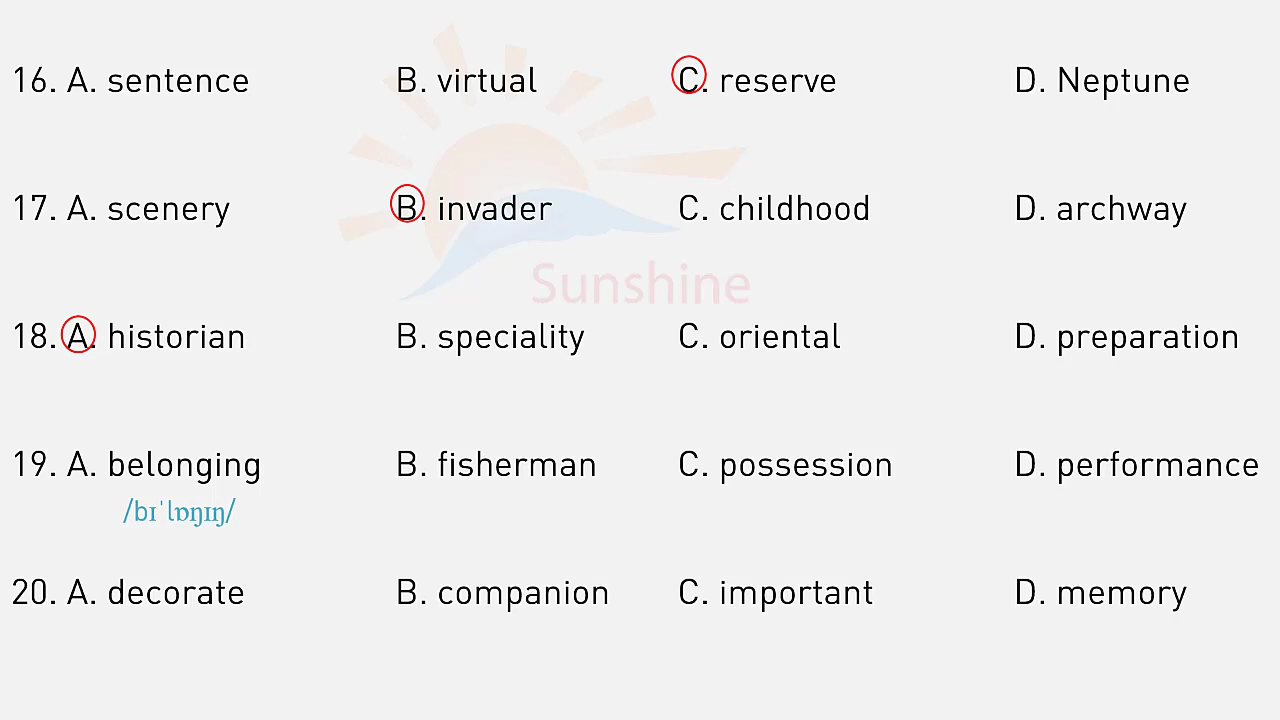 16. A. sentence B. virtual C. reserve D. Neptune
17. A. scenery B. invader C. childhood D. archway
Sunshine
18. A. historian B. speciality C. oriental D. preparation
19. A. belonging B. fisherman C. possession D. performance
/bɪˈlɒŋɪŋ/
20. A. decorate B. companion C. important D. memory